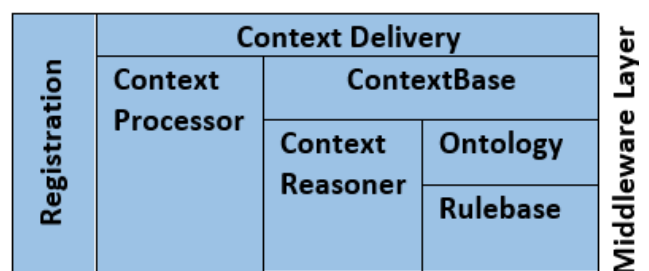 Registration
Context Delivery
Context
Processor
ContextBase
Context
Reasoner
Ontology
Rulebase
Middleware Layer